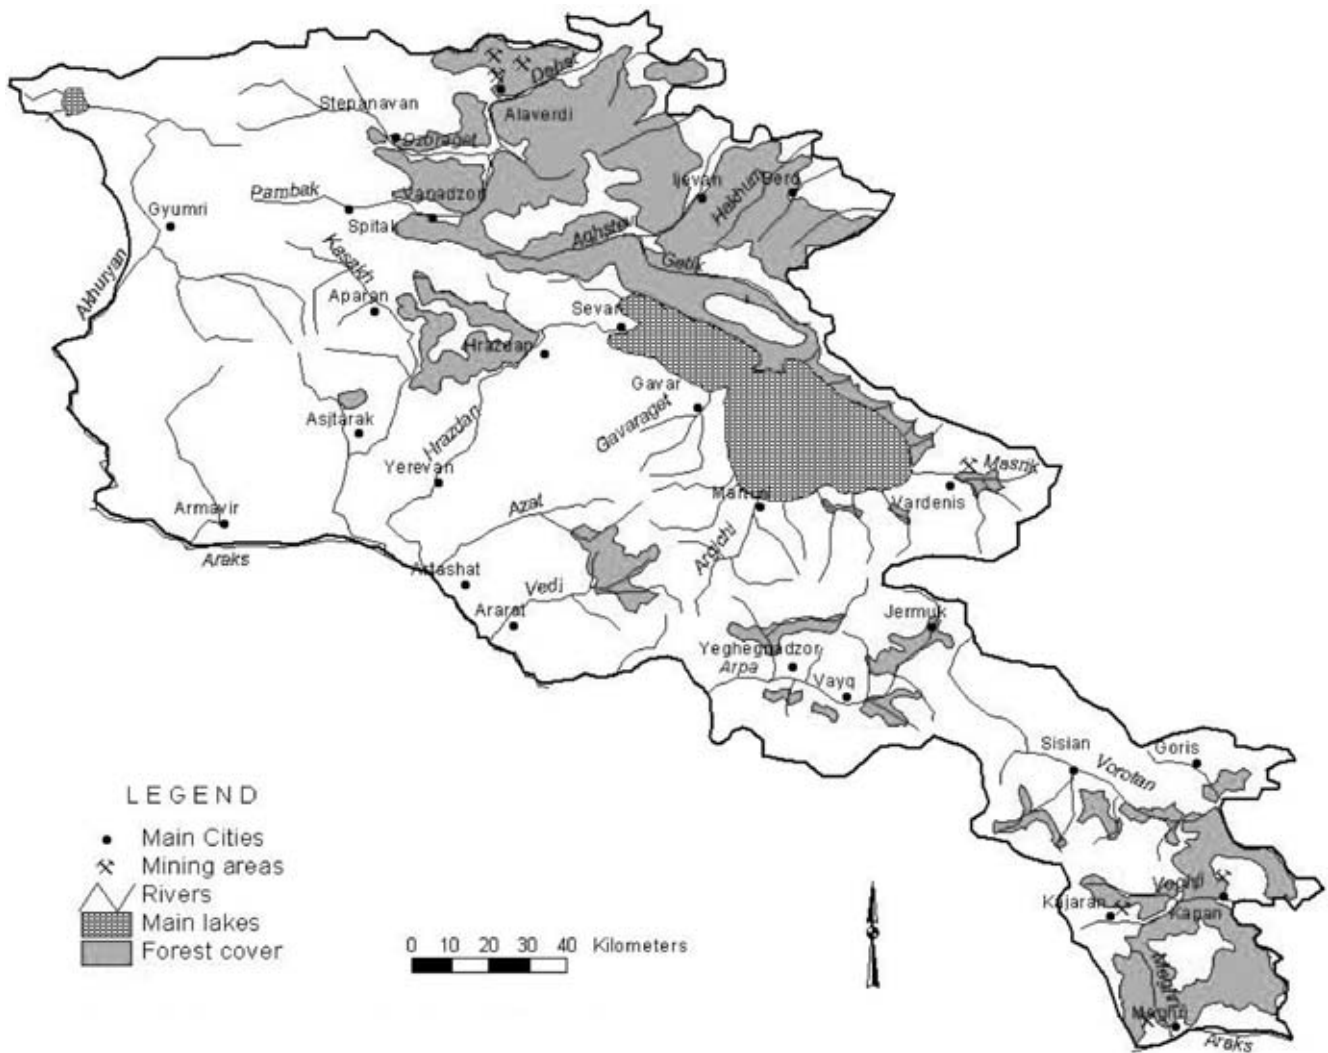 Debet
Stepanavan
Alaverdi
Dzoraget
Pambak
Vanadzor
Ijevan
Hakhum
Berd
Gyumri
Spitak
Aghstev
Kasakh
Getik
Akhuryan
Aparan
Sevan
Hrazdan
Gavar
Gavaraget
Asjtarak
Hrazdan
Yerevan
Masrik
Martuni
Vardenis
Armavir
Azat
Argichi
Araks
Artashat
Vedi
Ararat
Jermuk
Yeghegnadzor
Arpa
Vayq
Sisian
Goris
Vorotan
LEGEND
Main Cities
Mining areas
Rivers
Main lakes
Forest cover
0 10 20 30 40 Kilometers
Voghji
Kajaran
Kapan
Meghri
Meghri
Araks